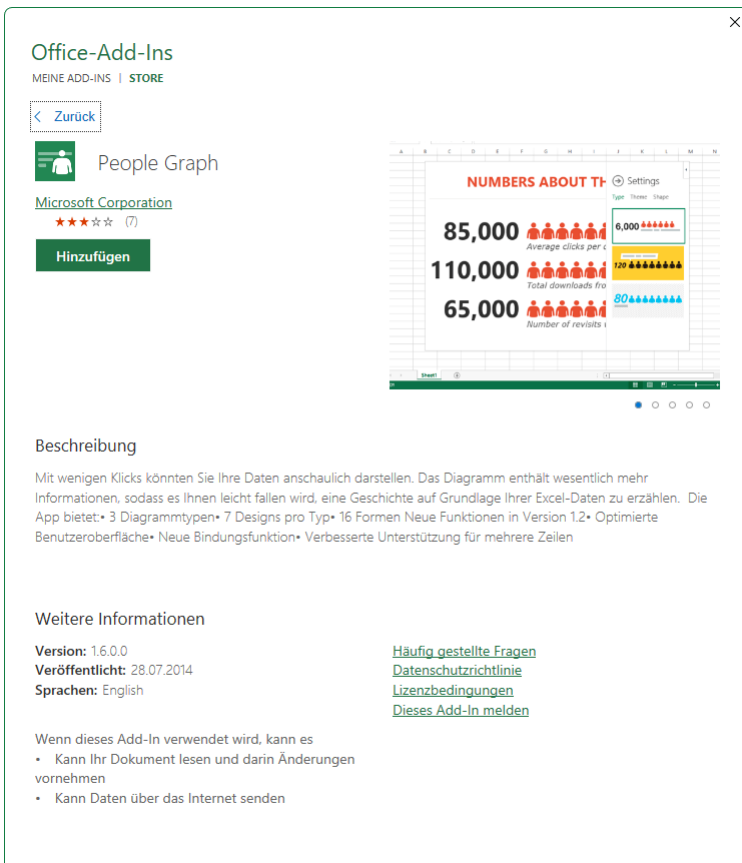 Office-Add-Ins
MEINE ADD-INS | STORE
Zurück
People Graph
Microsoft Corporation
(7)
Hinzufügen
A B C D E F G H I J K L M N
NUMBERS ABOUT TH
Settings
Type Theme Shape
85,000
Average clicks per
6,000
110,000
Total downloads fro
120
65,000
Number of revisits
80
Sheet1
Beschreibung
Mit wenigen Klicks könnten Sie Ihre Daten anschaulich darstellen. Das Diagramm enthält wesentlich mehr
Informationen, sodass es Ihnen leicht fallen wird, eine Geschichte auf Grundlage Ihrer Excel-Daten zu erzählen. Die
App bietet:• 3 Diagrammtypen• 7 Designs pro Typ• 16 Formen Neue Funktionen in Version 1.2• Optimierte
Benutzeroberfläche• Neue Bindungsfunktion• Verbesserte Unterstützung für mehrere Zeilen
Weitere Informationen
Version: 1.6.0.0
Veröffentlicht: 28.07.2014
Sprachen: English
Häufig gestellte Fragen
Datenschutzrichtlinie
Lizenzbedingungen
Dieses Add-In melden
Wenn dieses Add-In verwendet wird, kann es
• Kann Ihr Dokument lesen und darin Änderungen
vornehmen
• Kann Daten über das Internet senden